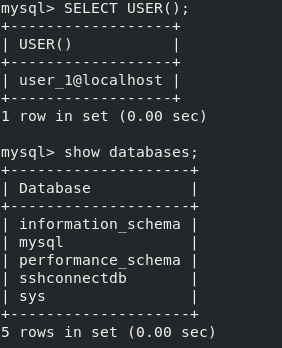 mysql> SELECT USER();
+------------------+
| USER()           |
+------------------+
| user_1@localhost |
+------------------+
1 row in set (0.00 sec)

mysql> show databases;
+--------------------+
| Database           |
+--------------------+
| information_schema |
| mysql              |
| performance_schema |
| sshconnectdb       |
| sys                |
+--------------------+
5 rows in set (0.00 sec)